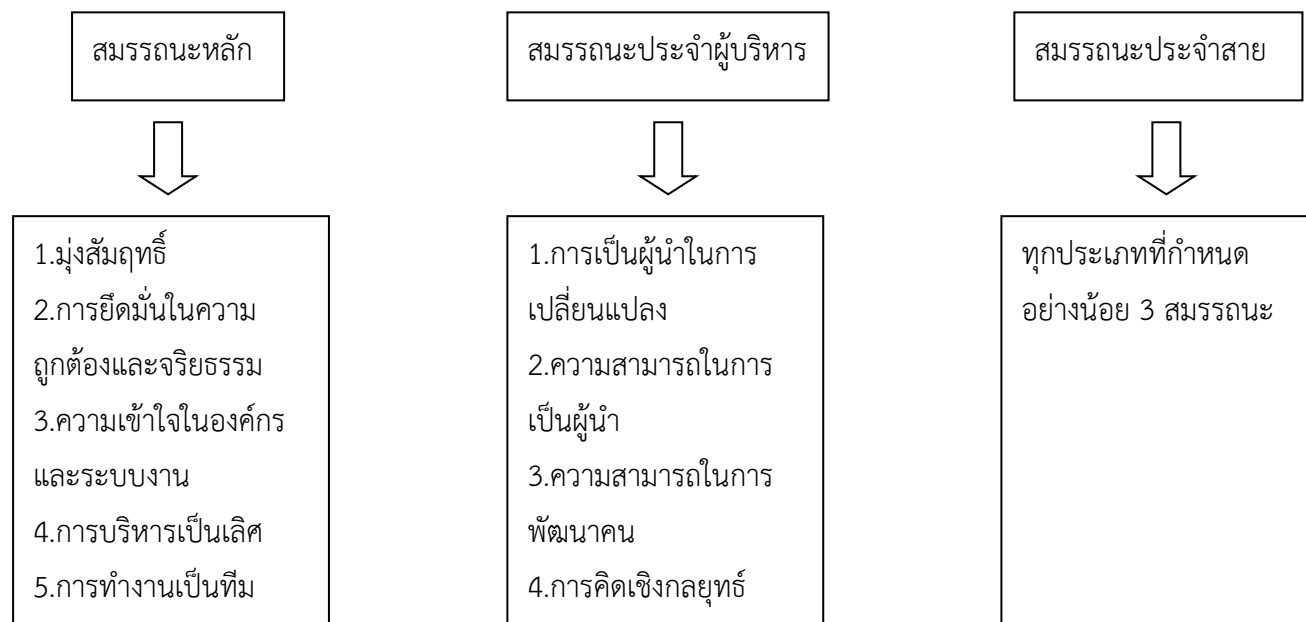 สมรรถนะหลัก
1.มุ่งสัมฤทธิ์
2.การยึดมั่นในความ
ถูกต้องและจริยธรรม
3.ความเข้าใจในองค์กร
และระบบงาน
4.การบริหารเป็นเลิศ
5.การทำงานเป็นทีม
สมรรถนะประจำผู้บริหาร
1.การเป็นผู้นำในการ
เปลี่ยนแปลง
2.ความสามารถในการ
เป็นผู้นำ
3.ความสามารถในการ
พัฒนาคน
4.การคิดเชิงกลยุทธ์
สมรรถนะประจำสาย
ทุกประเภทที่กำหนด
อย่างน้อย 3 สมรรถนะ